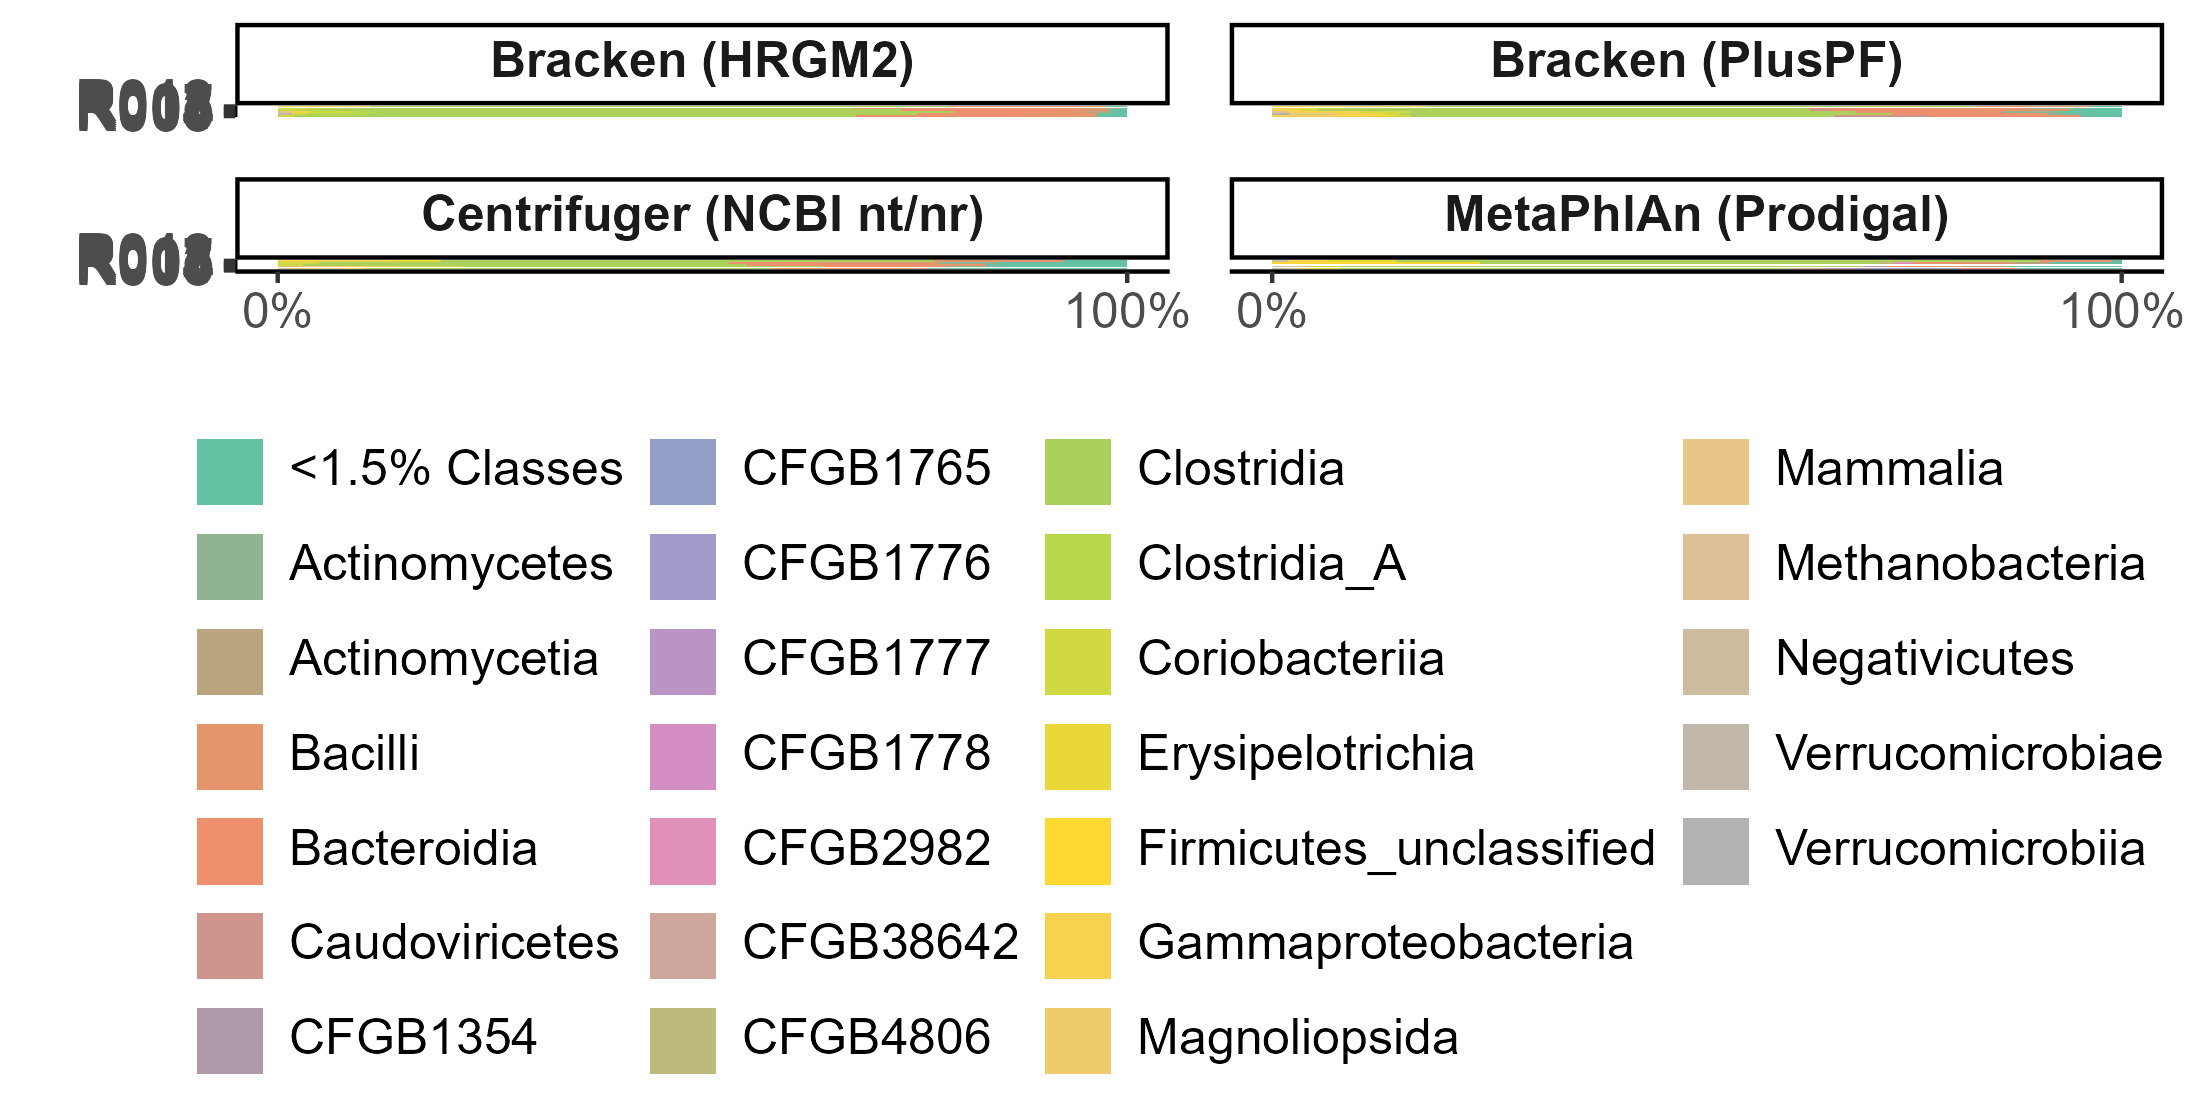 Bracken (HRGM2)
Bracken (PlusPF)
Centrifuger (NCBI nt/nr)
MetaPhlAn (Prodigal)
0%
100%
0%
100%
<1.5% Classes
Actinomycetes
Actinomycetia
Bacilli
Bacteroidia
Caudoviricetes
CFGB1354
CFGB1765
CFGB1776
CFGB1777
CFGB1778
CFGB2982
CFGB38642
CFGB4806
Clostridia
Clostridia_A
Coriobacteriia
Erysipelotrichia
Firmicutes_unclassified
Gammaproteobacteria
Magnoliopsida
Mammalia
Methanobacteria
Negativicutes
Verrucomicrobiae
Verrucomicrobiia